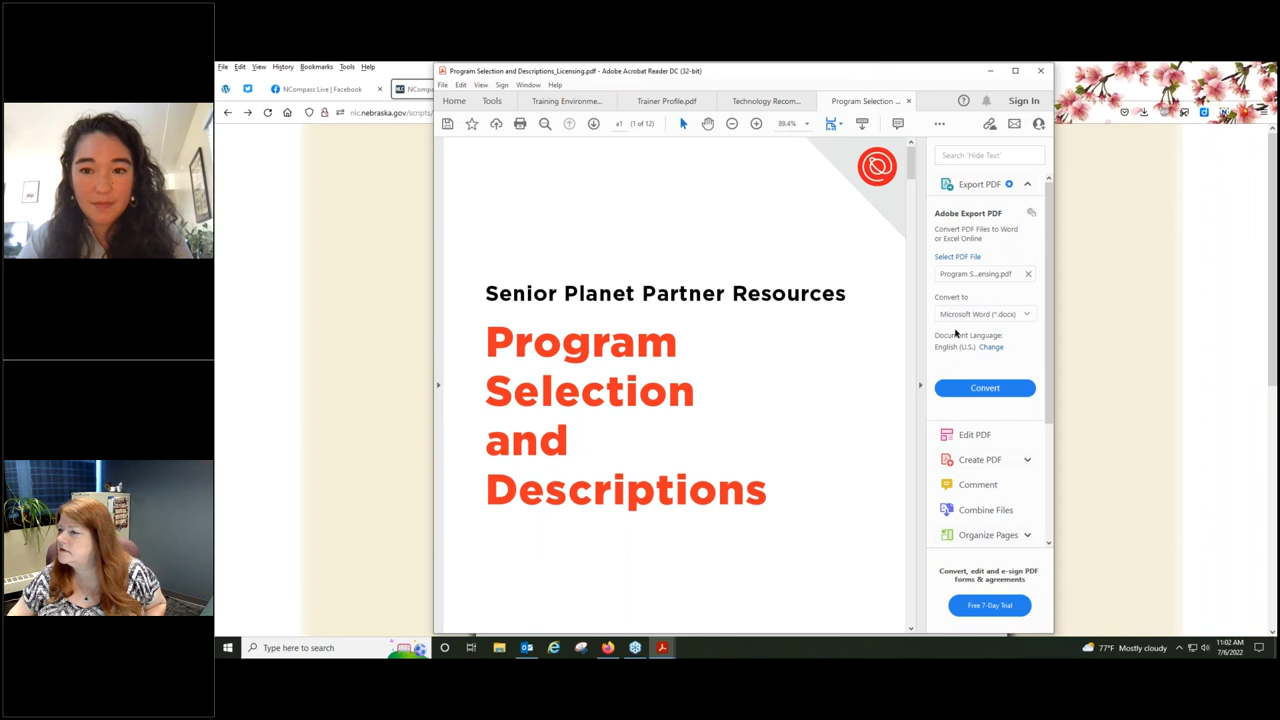 File Edit View History Bookmarks Tools Help
NCompass Live | Facebook ×
NComp
nlc.nebraska.gov/scripts/
Program Selection and Descriptions_Licensing.pdf - Adobe Acrobat Reader DC (32-bit)
File Edit View Sign Window Help
Home Tools Training Environme... Trainer Profile.pdf Technology Recom... Program Selection ... × Sign In
a1 (1 of 12) 89.4%
Senior Planet Partner Resources
Program
Selection
and
Descriptions
Search 'Hide Text'
Export PDF
Adobe Export PDF
Convert PDF Files to Word
or Excel Online
Select PDF File
Program S...ensing.pdf ×
Convert to
Microsoft Word (*.docx)
Document Language:
English (U.S.) Change
Convert
Edit PDF
Create PDF
Comment
Combine Files
Organize Pages
Convert, edit and e-sign PDF
forms & agreements
Free 7-Day Trial
Type here to search
77°F Mostly cloudy
11:02 AM
7/6/2022